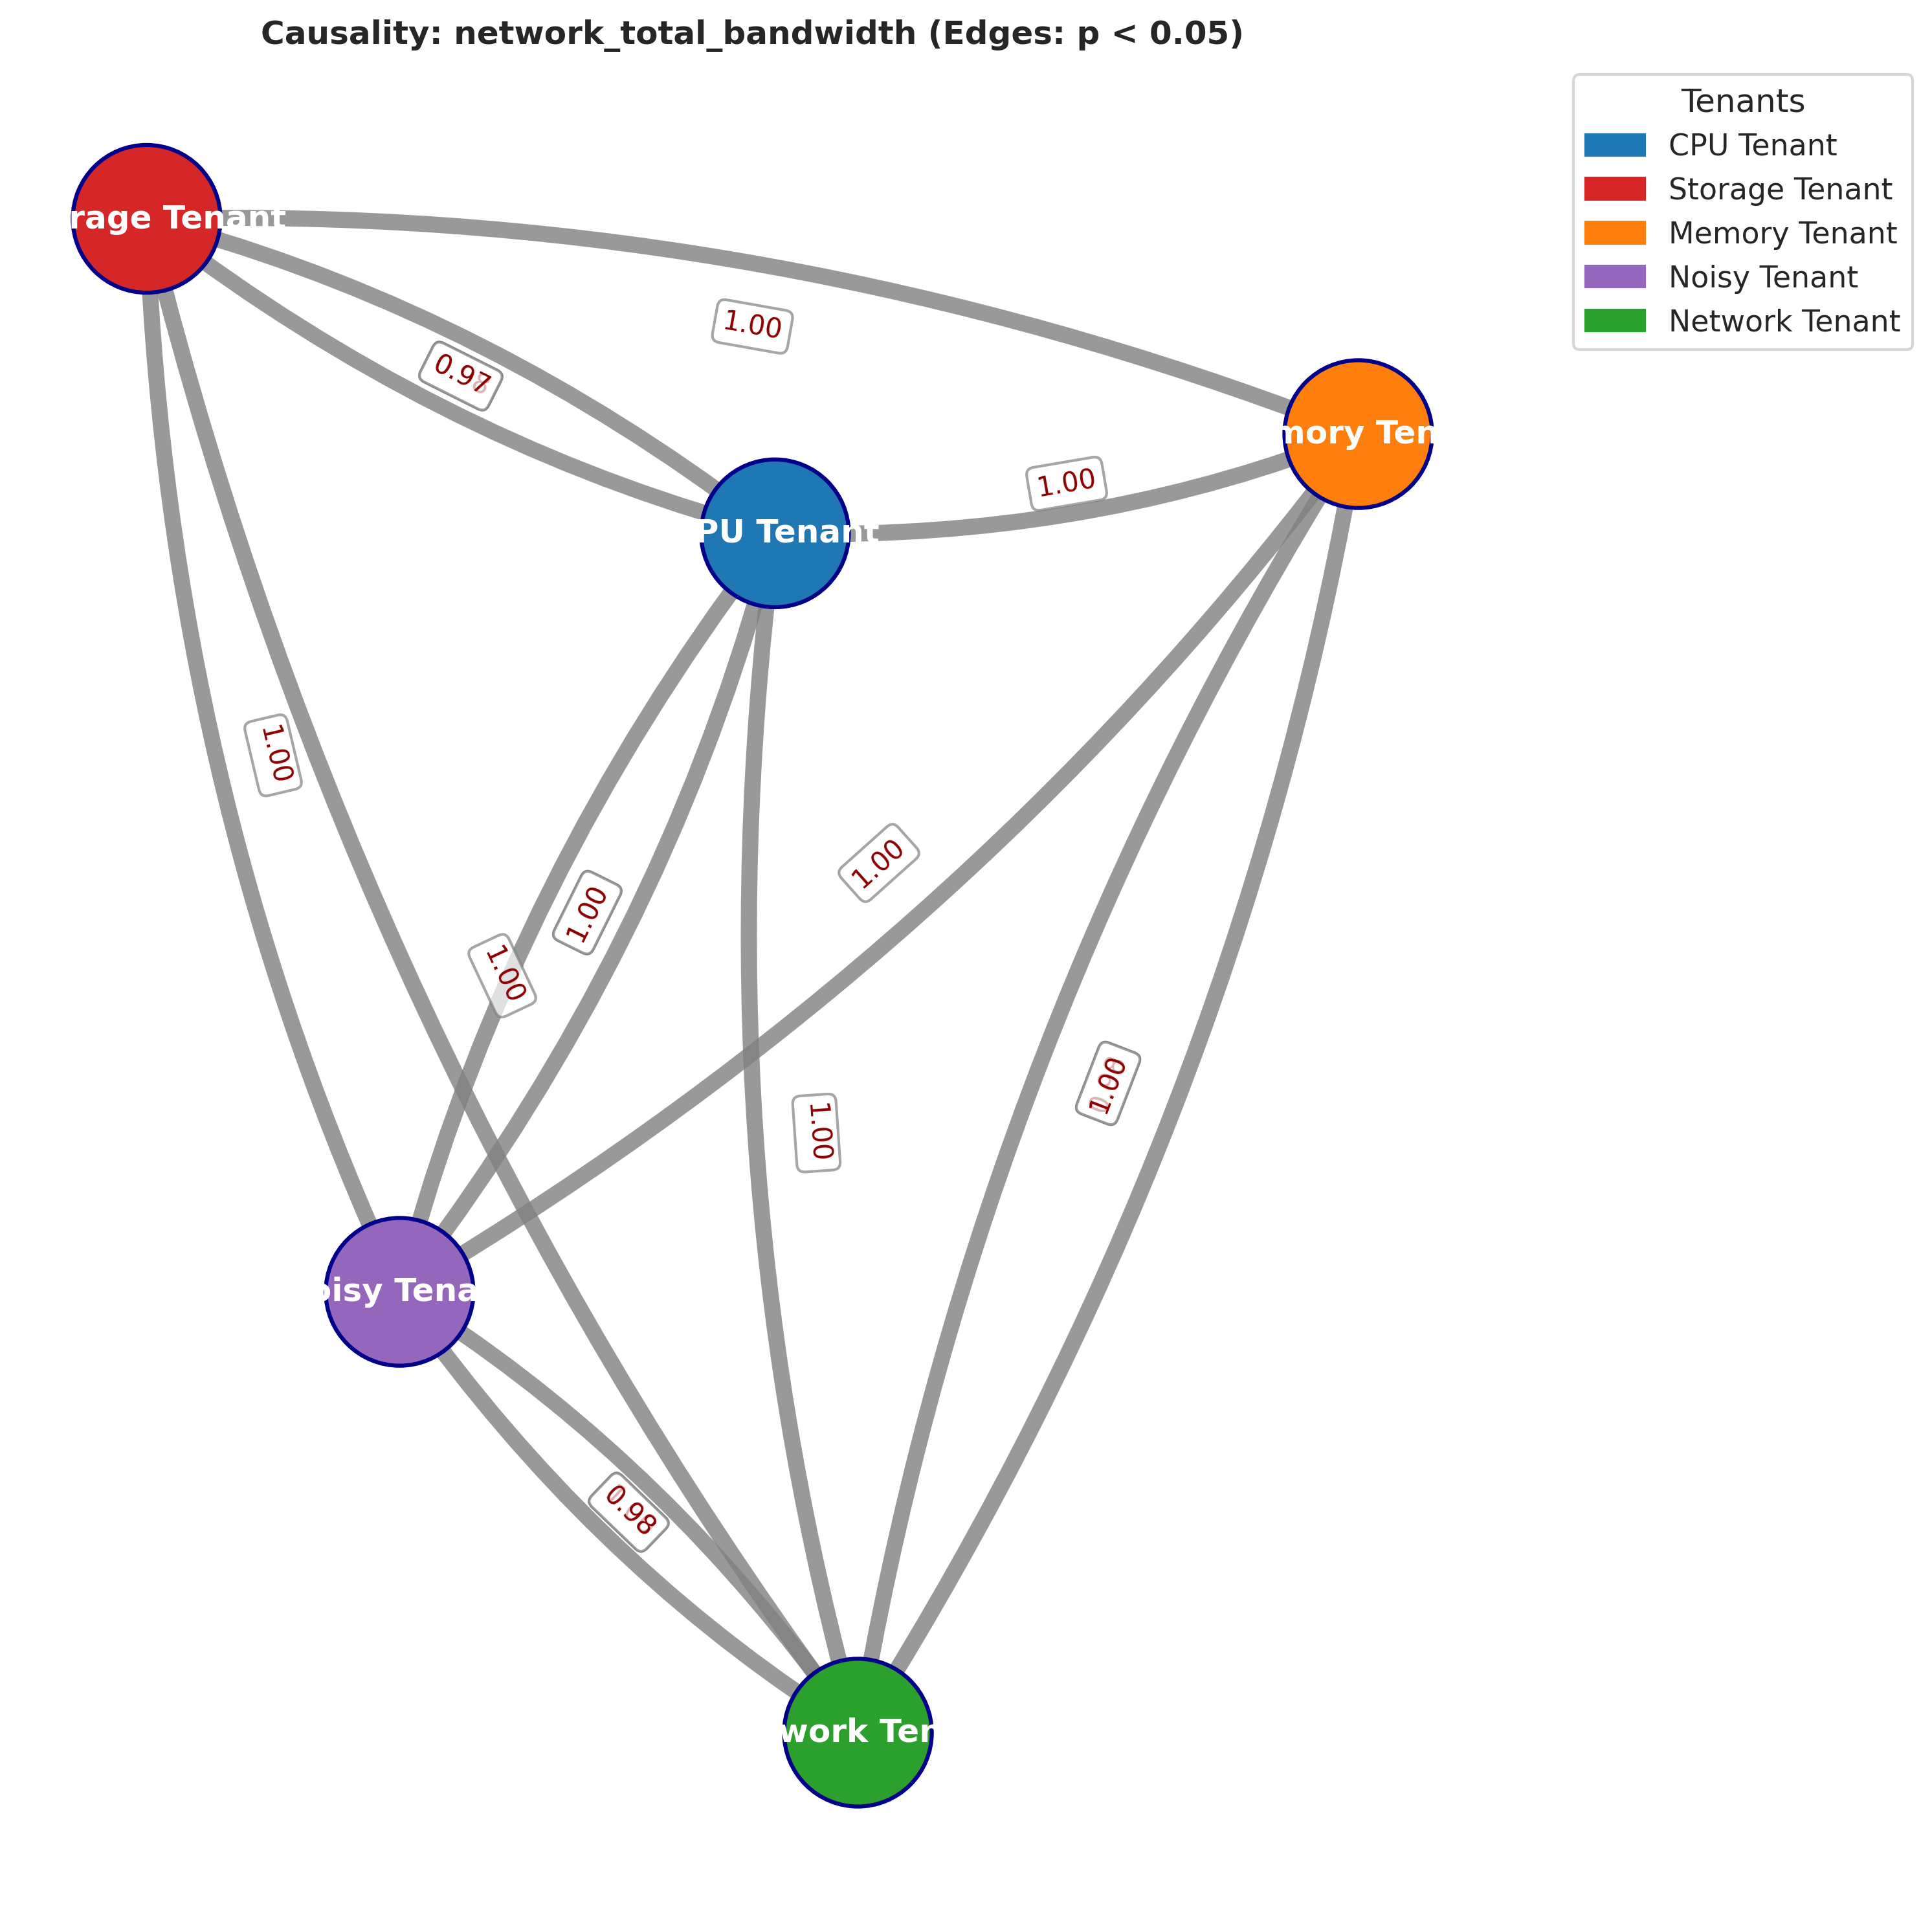 Causality: network_total_bandwidth (Edges: p < 0.05)
Tenants
CPU Tenant
Storage Tenant
Memory Tenant
Noisy Tenant
Network Tenant
rage Tenant
1.00
0.97
mory Ten
1.00
PU Tenant
1.00
1.00
1.00
1.00
1.00
1.00
oisy Tena
0.98
work Ten